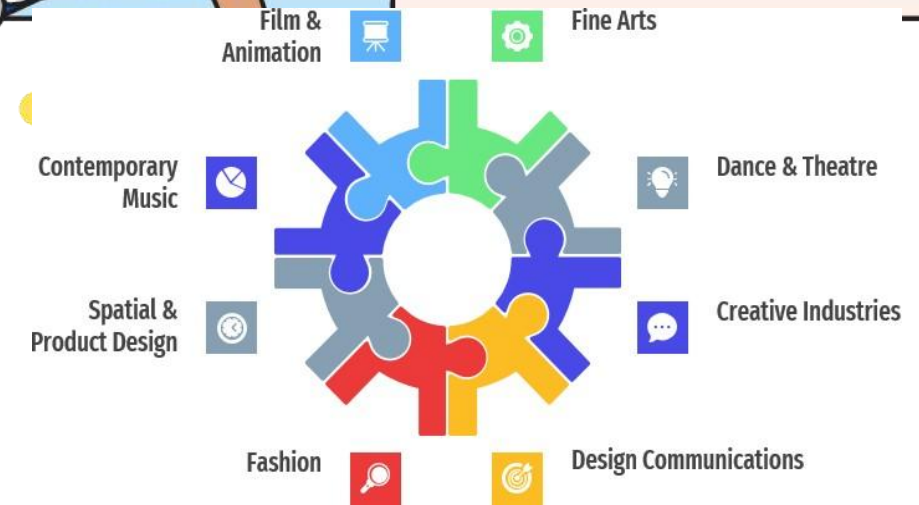 Film &
Animation
Fine Arts
Contemporary
Music
Dance & Theatre
Spatial &
Product Design
Creative Industries
Fashion
Design Communications